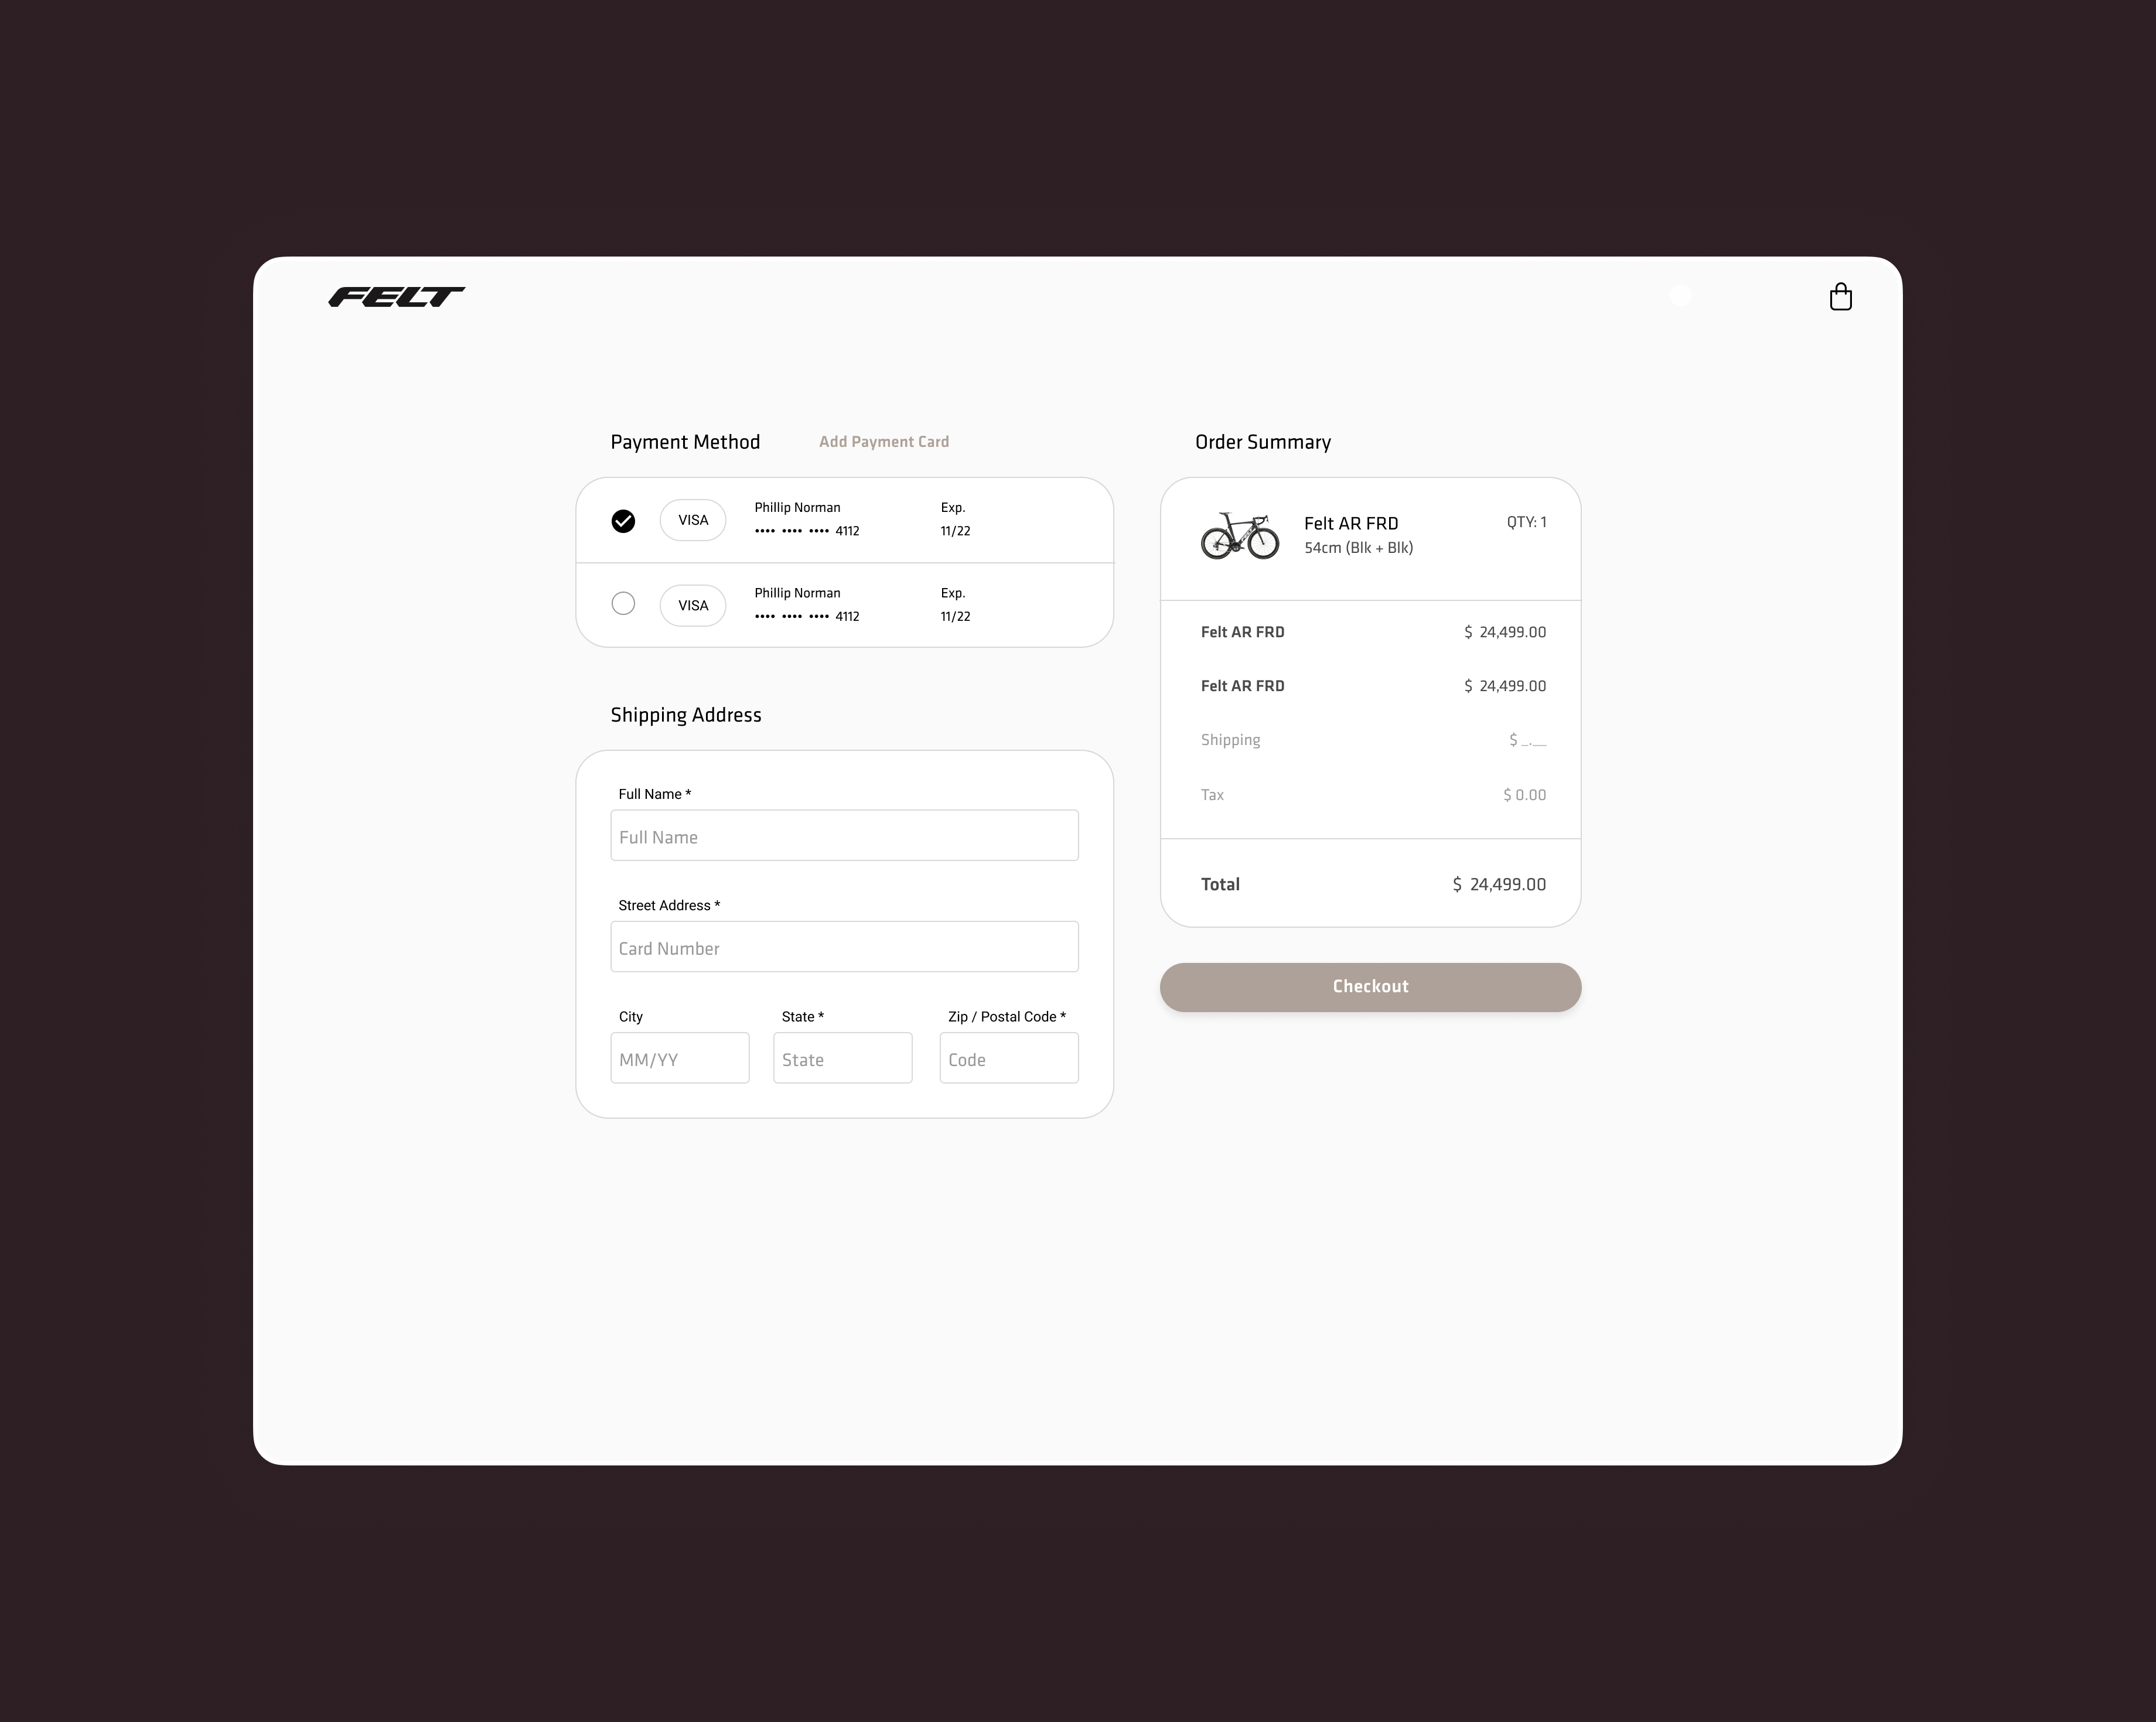 FELT
Payment Method
Add Payment Card
VISA
Phillip Norman
•••• •••• •••• 4112
Exp.
11/22
VISA
Phillip Norman
•••• •••• •••• 4112
Exp.
11/22
Shipping Address
Full Name *
Full Name
Street Address *
Card Number
City
State *
Zip / Postal Code *
MM/YY
State
Code
Order Summary
Felt AR FRD
QTY: 1
54cm (Blk + Blk)
Felt AR FRD $ 24,499.00
Felt AR FRD $ 24,499.00
Shipping $ _.__
Tax $ 0.00
Total $ 24,499.00
Checkout